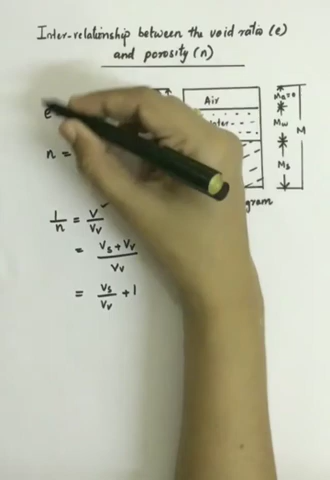 Inter-relationship between the void ratio (e)
and porosity (n)
Air
Ma=0
e
Mw
n =
M
Ms
1/n = V/Vv
= Vs+Vv/Vv
= Vs/Vv + 1